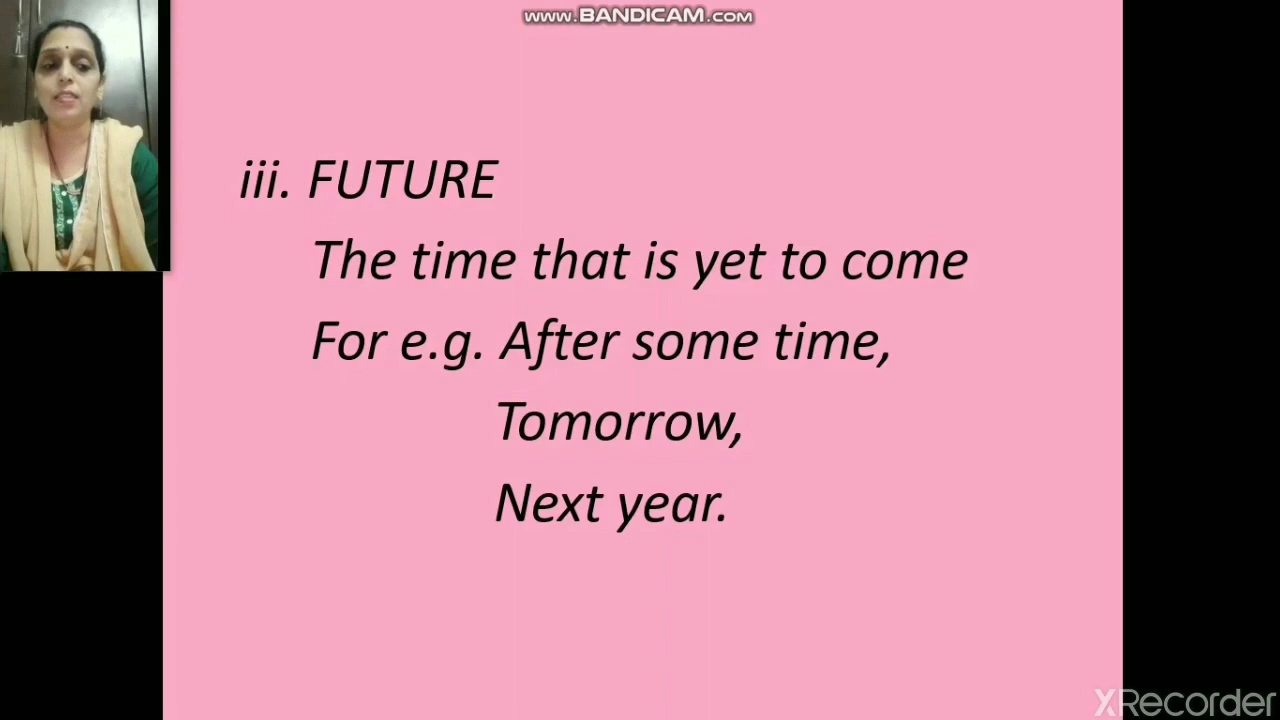 www.BANDICAM.com
iii. FUTURE
The time that is yet to come
For e.g. After some time,
Tomorrow,
Next year.
XRecorder